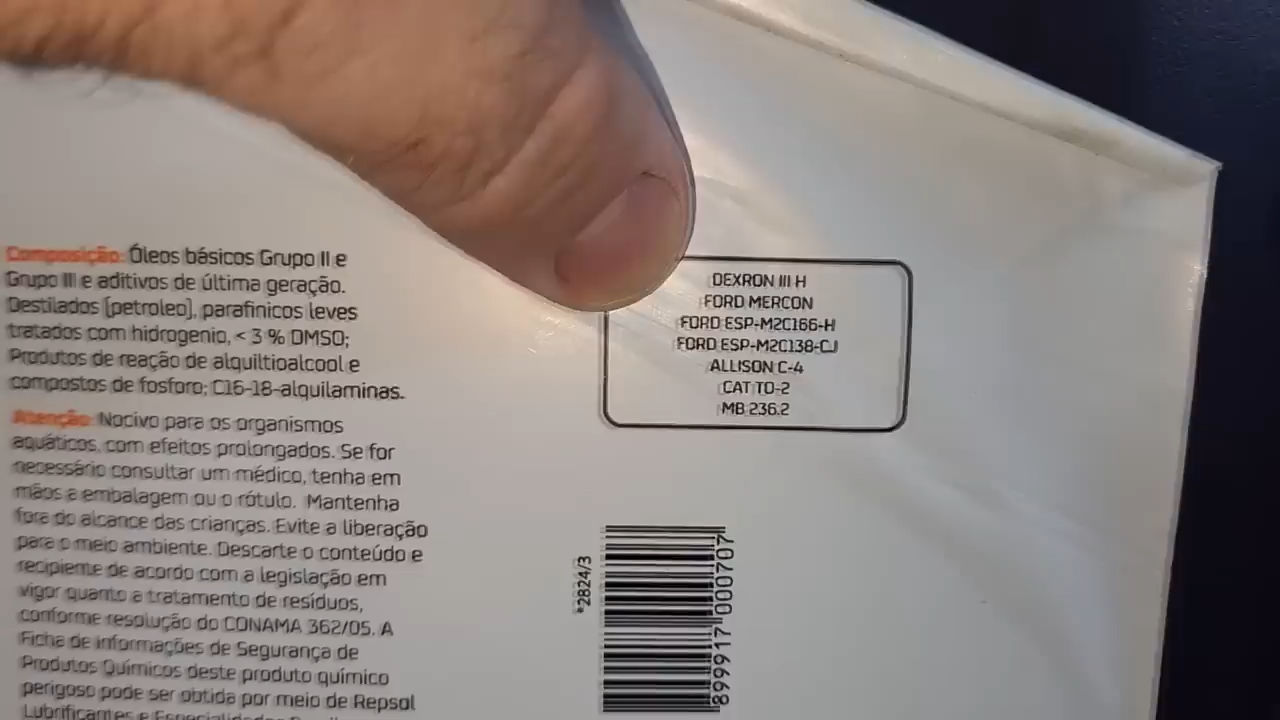 Composição: Óleos básicos Grupo II e
Grupo III e aditivos de última geração.
Destilados (petroleo), parafinicos leves
tratados com hidrogenio, < 3 % DMSO;
Produtos de reação de alquiltioalcool e
compostos de fosforo; C16-18-alquilaminas.
Atenção: Nocivo para os organismos
aquáticos, com efeitos prolongados. Se for
necessário consultar um médico, tenha em
mãos a embalagem ou o rótulo. Mantenha
fora do alcance das crianças. Evite a liberação
para o meio ambiente. Descarte o conteúdo e
recipiente de acordo com a legislação em
vigor quanto a tratamento de resíduos,
conforme resolução do CONAMA 362/05. A
Ficha de informações de Segurança de
Produtos Químicos deste produto químico
perigoso pode ser obtida por meio de Repsol
Lubrificantes e Especialidades
DEXRON III H
FORD MERCON
FORD ESP-M2C166-H
FORD ESP-M2C138-CJ
ALLISON C-4
CAT TO-2
MB 236.2
*2824/3
899917 000707